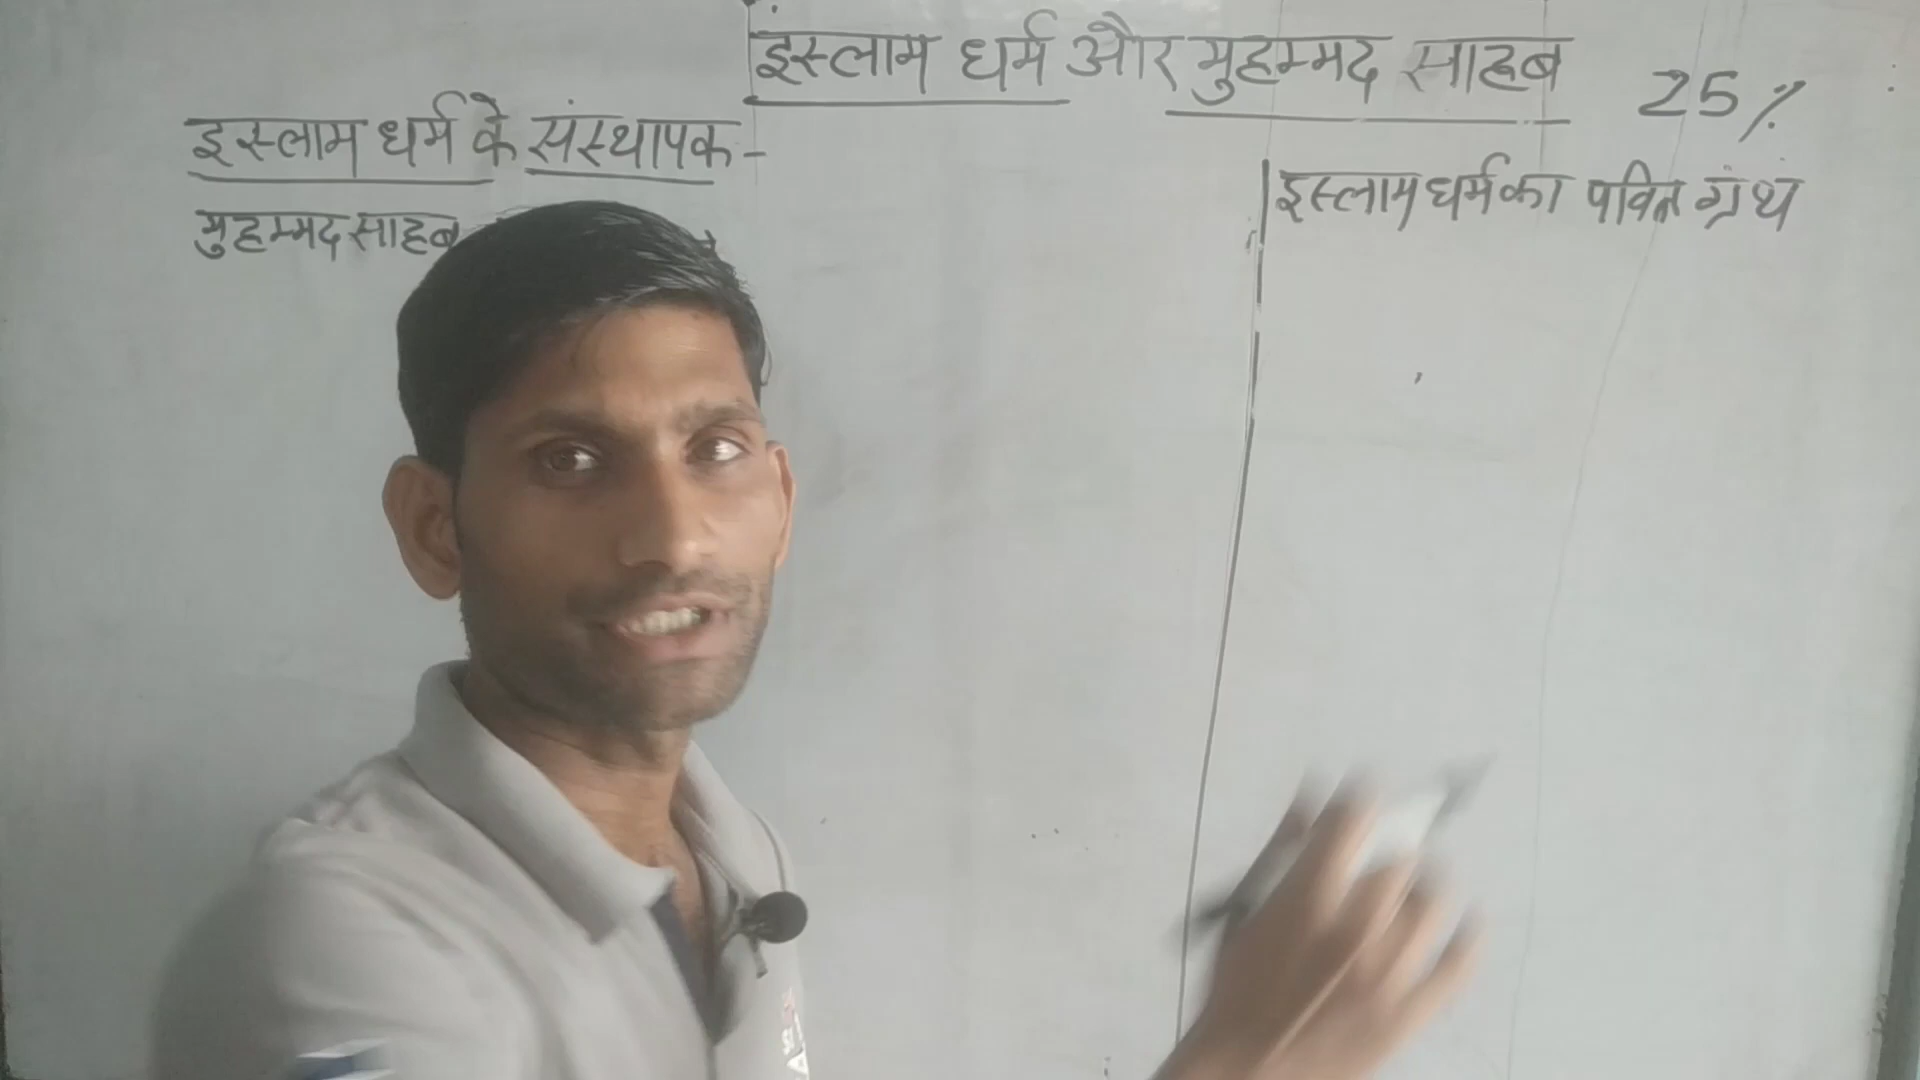 इस्लाम धर्म और मुहम्मद साहब
25%
इस्लाम धर्म के संस्थापक-
मुहम्मद साहब
इस्लाम धर्म का पवित्र ग्रंथ